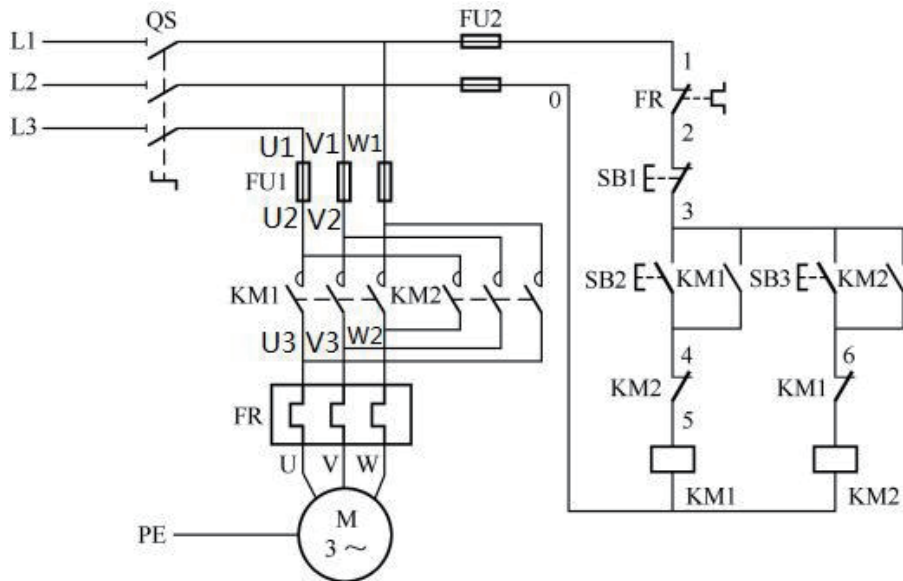 QS
FU2
L1
1
L2
0
FR
L3
2
U1 V1 W1
FU1
SB1
U2 V2
3
SB2 KM1 SB3 KM2
KM1 KM2
U3 V3 W2
4 6
KM2 KM1
FR
5
U V W
KM1 KM2
M
3 ~
PE